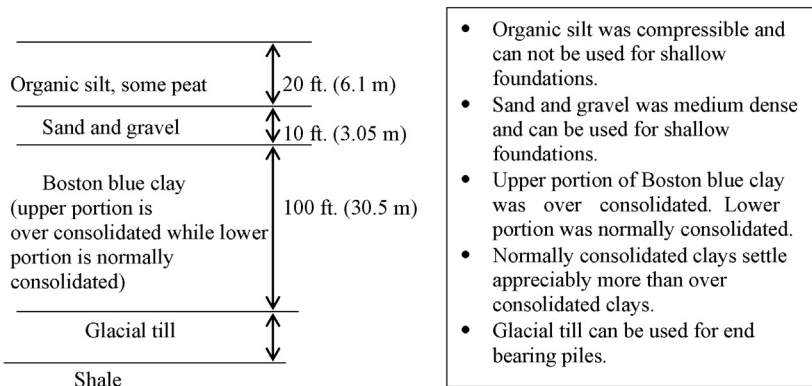 Organic silt, some peat
20 ft. (6.1 m)
Sand and gravel
10 ft. (3.05 m)
Boston blue clay
(upper portion is
over consolidated while lower
portion is normally
consolidated)
100 ft. (30.5 m)
Glacial till
Shale
• Organic silt was compressible and
can not be used for shallow
foundations.
• Sand and gravel was medium dense
and can be used for shallow
foundations.
• Upper portion of Boston blue clay
was over consolidated. Lower
portion was normally consolidated.
• Normally consolidated clays settle
appreciably more than over
consolidated clays.
• Glacial till can be used for end
bearing piles.